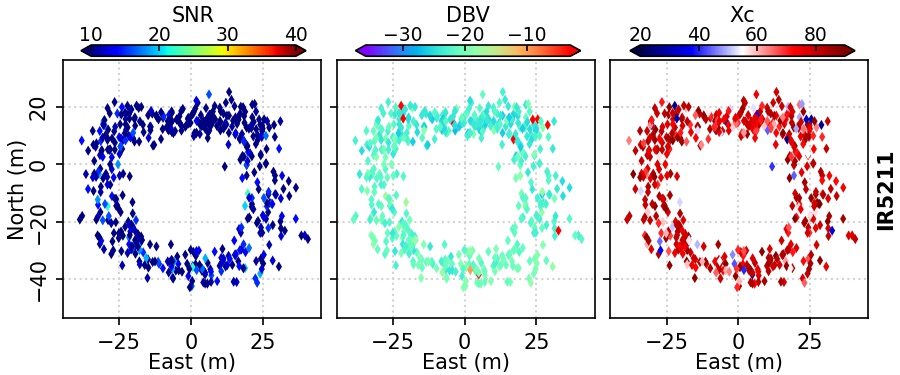 SNR DBV Xc
10 20 30 40 −30 −20 −10 20 40 60 80
20
0
−20
−40
North (m)
−25 0 25 −25 0 25 −25 0 25
East (m) East (m) East (m)
IR5211